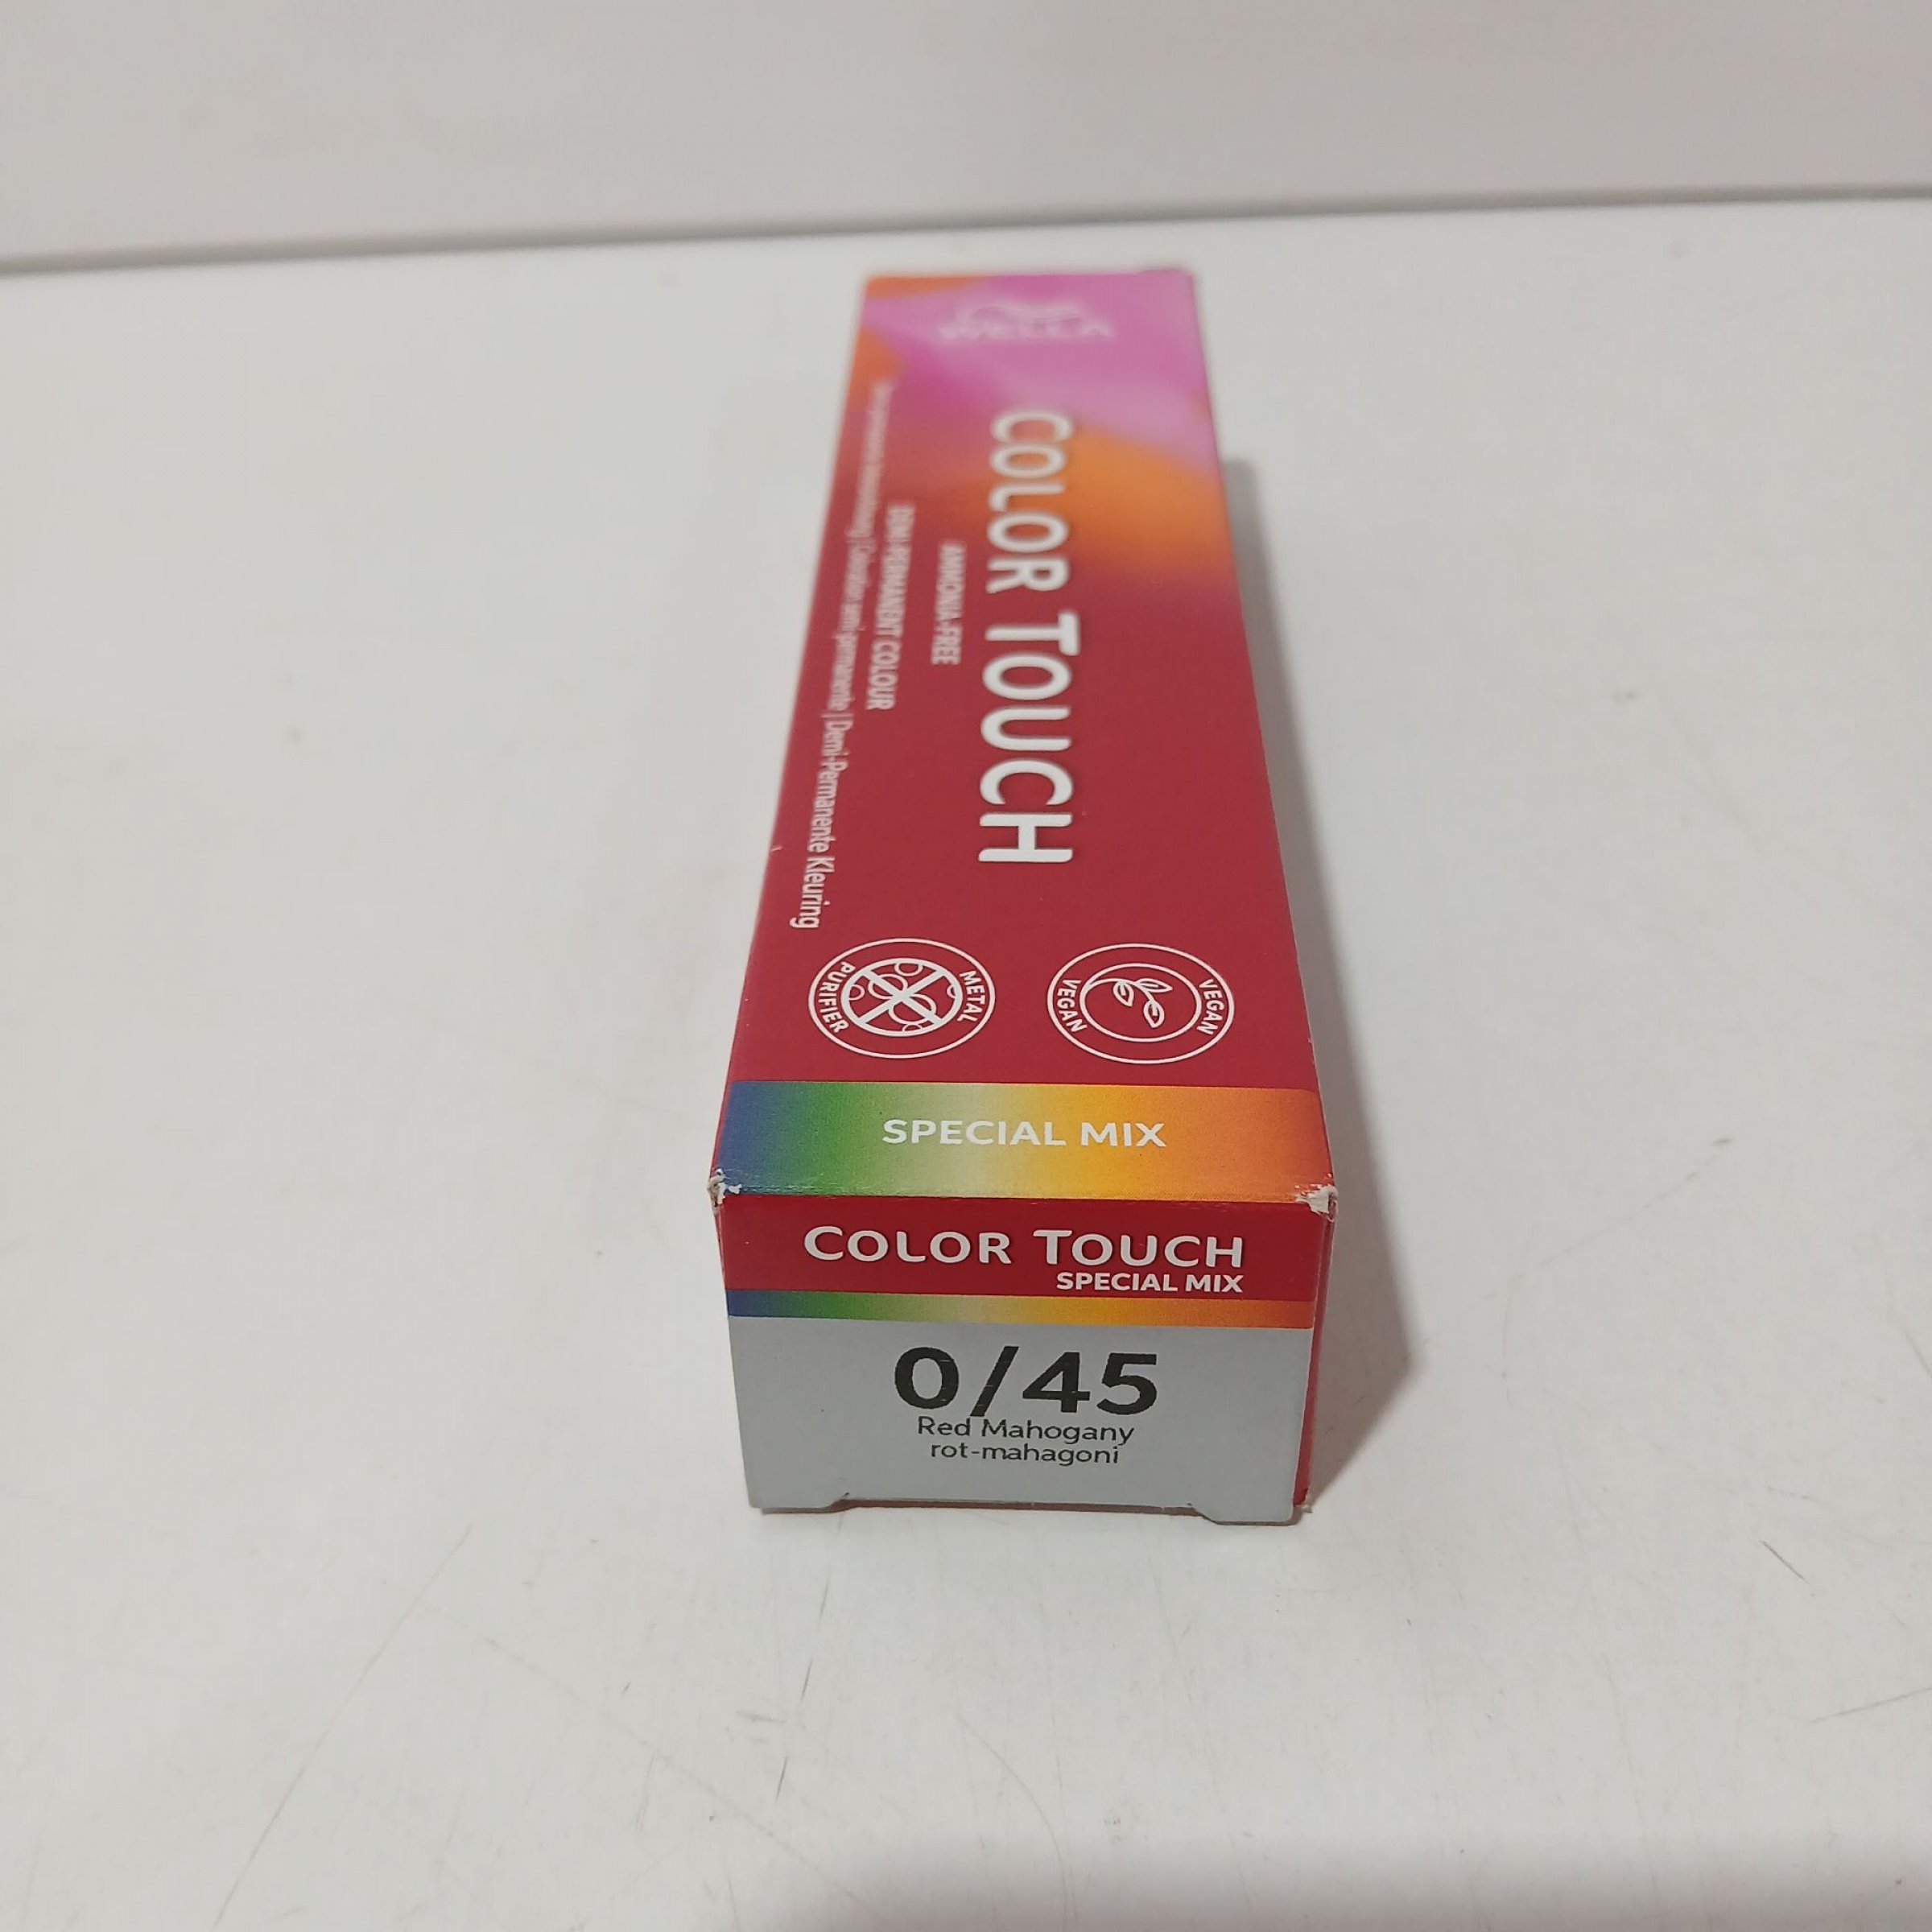 WELLA
COLOR TOUCH
AMMONIA-FREE
DEMI-PERMANENT COLOUR
| Coloration semi-permanente | Demi-Permanente Kleuring
METAL
PURIFIER
VEGAN
VEGAN
SPECIAL MIX
COLOR TOUCH
SPECIAL MIX
0/45
Red Mahogany
rot-mahagoni